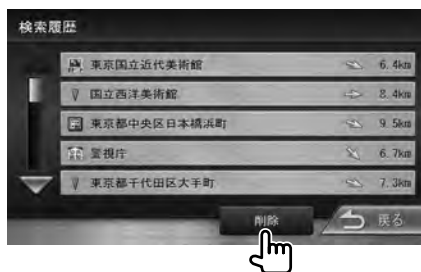 検索履歴
東京国立近代美術館 6.4km
国立西洋美術館 8.4km
東京都中央区日本橋浜町 9.5km
警視庁 6.7km
東京都千代田区大手町 7.3km
削除 戻る